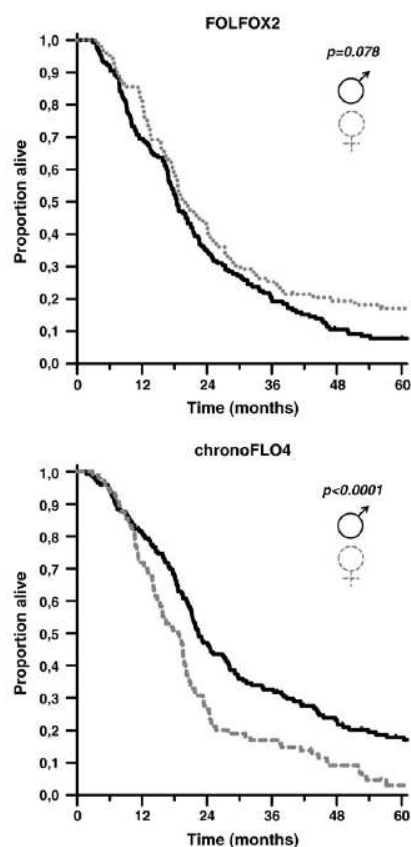 FOLFOX2
p=0.078
Proportion alive
1,0
0,9
0,8
0,7
0,6
0,5
0,4
0,3
0,2
0,1
0,0
0 12 24 36 48 60
Time (months)
chronoFLO4
p<0.0001
Proportion alive
1,0
0,9
0,8
0,7
0,6
0,5
0,4
0,3
0,2
0,1
0,0
0 12 24 36 48 60
Time (months)